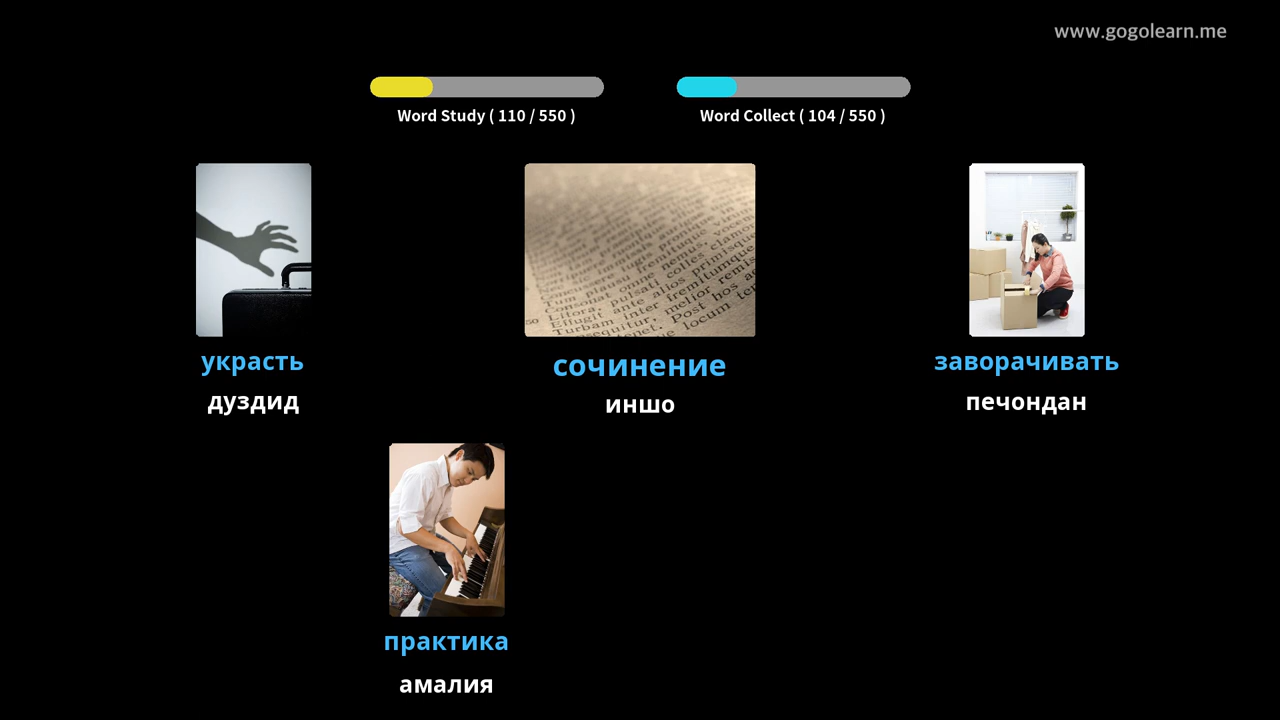 www.gogolearn.me
Word Study ( 110 / 550 )
Word Collect ( 104 / 550 )
украсть
дуздид
сочинение
иншо
заворачивать
печондан
практика
амалия